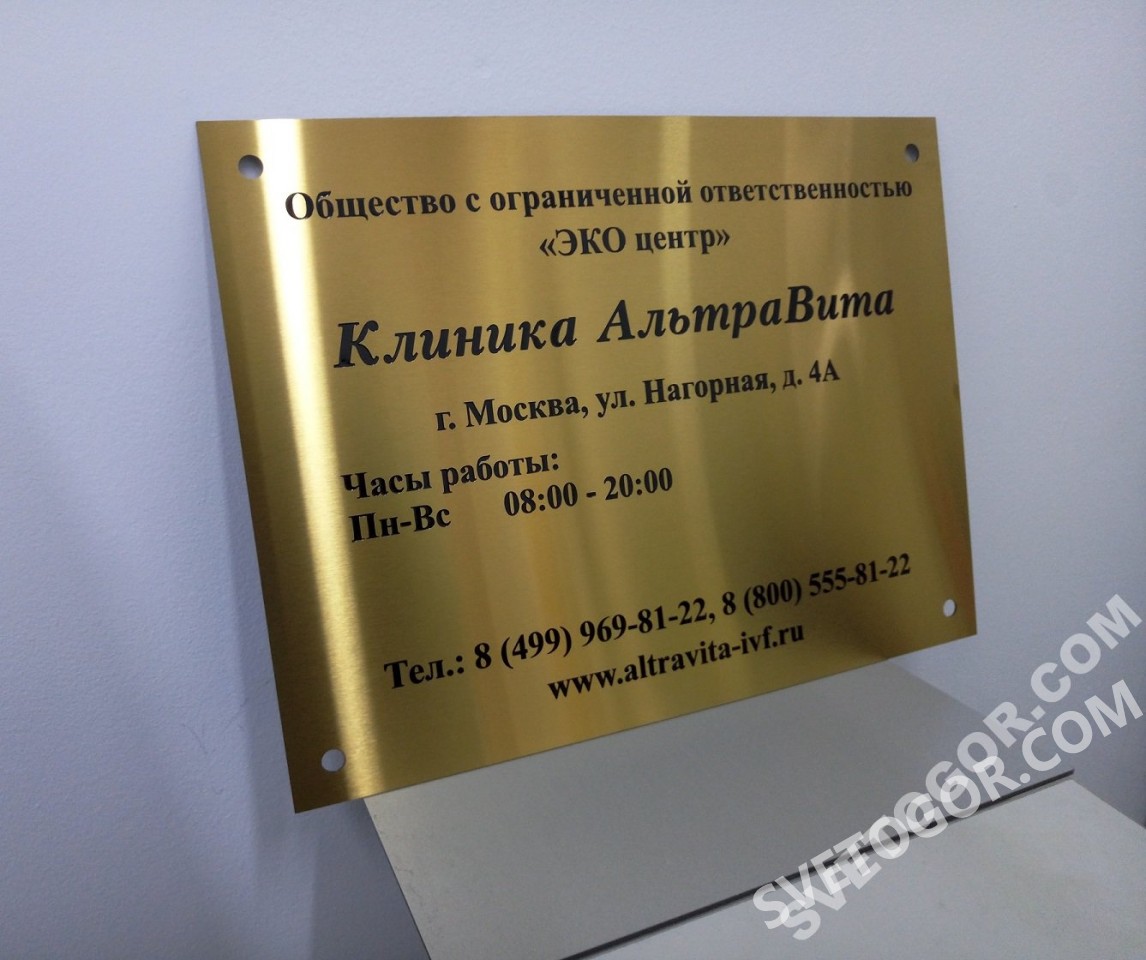 Общество с ограниченной ответственностью
«ЭКО центр»
Клиника АльтраВита
г. Москва, ул. Нагорная, д. 4А
Часы работы:
Пн-Вс 08:00 - 20:00
Тел.: 8 (499) 969-81-22, 8 (800) 555-81-22
www.altravita-ivf.ru
SVETOGOR.COM
SVETOGOR.COM